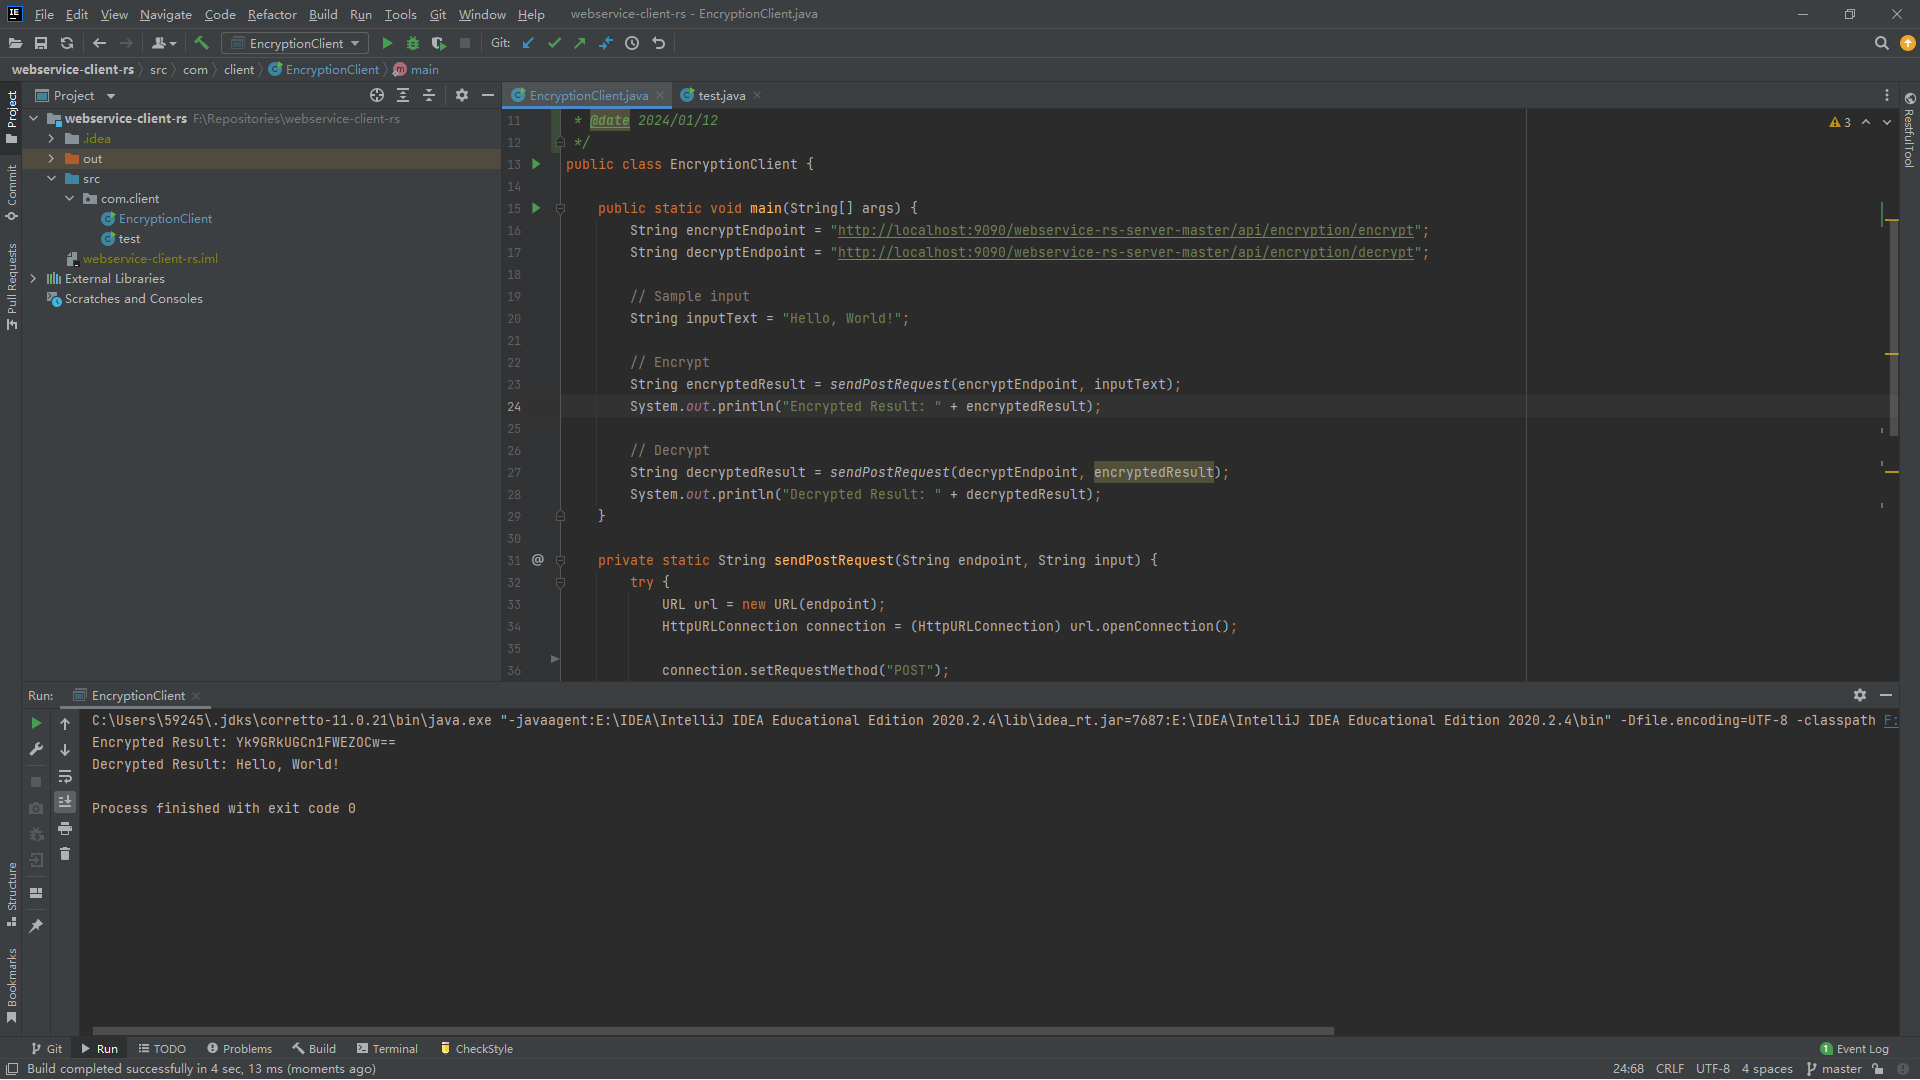 File Edit View Navigate Code Refactor Build Run Tools Git Window Help webservice-client-rs - EncryptionClient.java
EncryptionClient Git:
webservice-client-rs src com client EncryptionClient main
Project
EncryptionClient.java test.java
Project
Commit
Pull Requests
Structure
Bookmarks
RestfulTool
webservice-client-rs F:\Repositories\webservice-client-rs
.idea
out
src
com.client
EncryptionClient
test
webservice-client-rs.iml
External Libraries
Scratches and Consoles
3
11 * @date 2024/01/12
12 */
13 public class EncryptionClient {
14
15 public static void main(String[] args) {
16 String encryptEndpoint = "http://localhost:9090/webservice-rs-server-master/api/encryption/encrypt";
17 String decryptEndpoint = "http://localhost:9090/webservice-rs-server-master/api/encryption/decrypt";
18
19 // Sample input
20 String inputText = "Hello, World!";
21
22 // Encrypt
23 String encryptedResult = sendPostRequest(encryptEndpoint, inputText);
24 System.out.println("Encrypted Result: " + encryptedResult);
25
26 // Decrypt
27 String decryptedResult = sendPostRequest(decryptEndpoint, encryptedResult);
28 System.out.println("Decrypted Result: " + decryptedResult);
29 }
30
31 @ private static String sendPostRequest(String endpoint, String input) {
32 try {
33 URL url = new URL(endpoint);
34 HttpURLConnection connection = (HttpURLConnection) url.openConnection();
35
36 connection.setRequestMethod("POST");
Run: EncryptionClient
C:\Users\59245\.jdks\corretto-11.0.21\bin\java.exe "-javaagent:E:\IDEA\IntelliJ IDEA Educational Edition 2020.2.4\lib\idea_rt.jar=7687:E:\IDEA\IntelliJ IDEA Educational Edition 2020.2.4\bin" -Dfile.encoding=UTF-8 -classpath F:
Encrypted Result: Yk9GRkUGCn1FWEZOCw==
Decrypted Result: Hello, World!
Process finished with exit code 0
Git Run TODO Problems Build Terminal CheckStyle 1 Event Log
Build completed successfully in 4 sec, 13 ms (moments ago) 24:68 CRLF UTF-8 4 spaces master